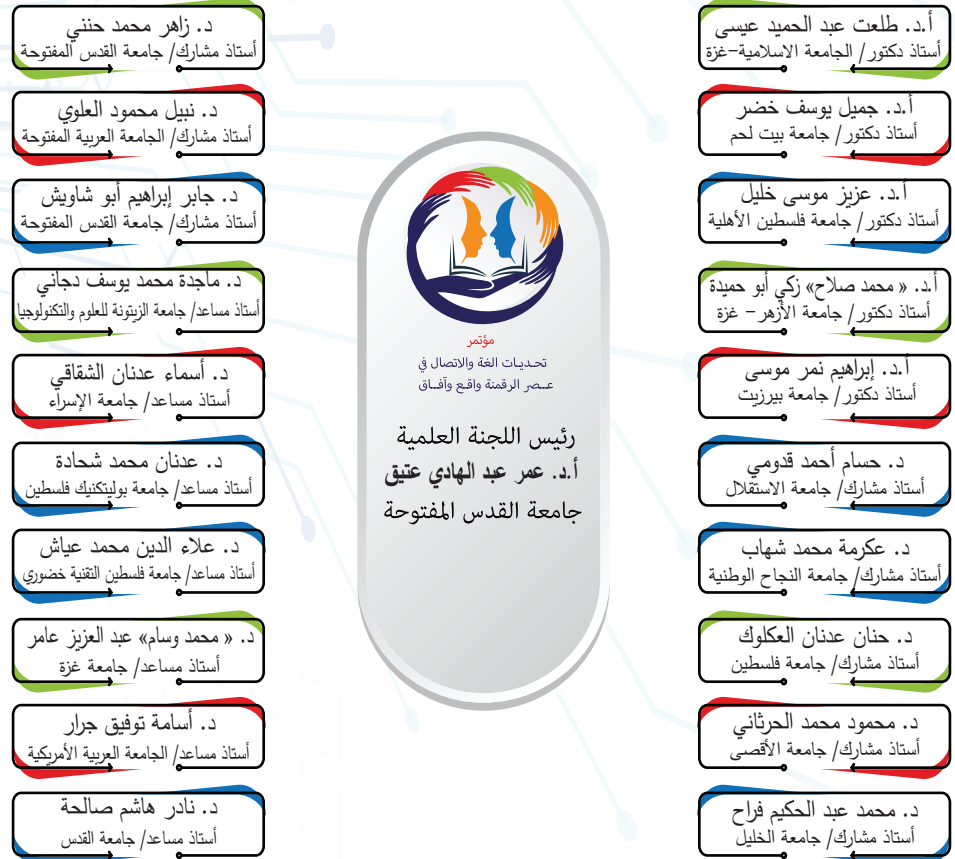 أ.د. طلعت عبد الحميد عيسى
أستاذ دكتور/ الجامعة الاسلامية-غزة
أ.د. جميل يوسف خضر
أستاذ دكتور/ جامعة بيت لحم
أ.د. عزيز موسى خليل
أستاذ دكتور/ جامعة فلسطين الأهلية
أ.د. « محمد صلاح» زكي أبو حميدة
أستاذ دكتور/ جامعة الأزهر - غزة
أ.د. إبراهيم نمر موسى
أستاذ دكتور/ جامعة بيرزيت
د. حسام أحمد قدومي
أستاذ مشارك/ جامعة الاستقلال
د. عكرمة محمد شهاب
أستاذ مشارك/ جامعة النجاح الوطنية
د. حنان عدنان العكلوك
أستاذ مشارك/ جامعة فلسطين
د. محمود محمد الحرثاني
أستاذ مشارك/ جامعة الأقصى
د. محمد عبد الحكيم فراح
أستاذ مشارك/ جامعة الخليل
مؤتمر
تحديات الغة والاتصال في
عصر الرقمنة واقع وآفاق
رئيس اللجنة العلمية
أ.د. عمر عبد الهادي عتيق
جامعة القدس المفتوحة
د. زاهر محمد حنني
أستاذ مشارك/ جامعة القدس المفتوحة
د. نبيل محمود العلوي
أستاذ مشارك/ الجامعة العربية المفتوحة
د. جابر إبراهيم أبو شاويش
أستاذ مشارك/ جامعة القدس المفتوحة
د. ماجدة محمد يوسف دجاني
أستاذ مساعد/ جامعة الزيتونة للعلوم والتكنولوجيا
د. أسماء عدنان الشقاقي
أستاذ مساعد/ جامعة الإسراء
د. عدنان محمد شحادة
أستاذ مساعد/ جامعة بوليتكنيك فلسطين
د. علاء الدين محمد عياش
أستاذ مساعد/ جامعة فلسطين التقنية خضوري
د. « محمد وسام» عبد العزيز عامر
أستاذ مساعد/ جامعة غزة
د. أسامة توفيق جرار
أستاذ مساعد/ الجامعة العربية الأمريكية
د. نادر هاشم صالحة
أستاذ مساعد/ جامعة القدس